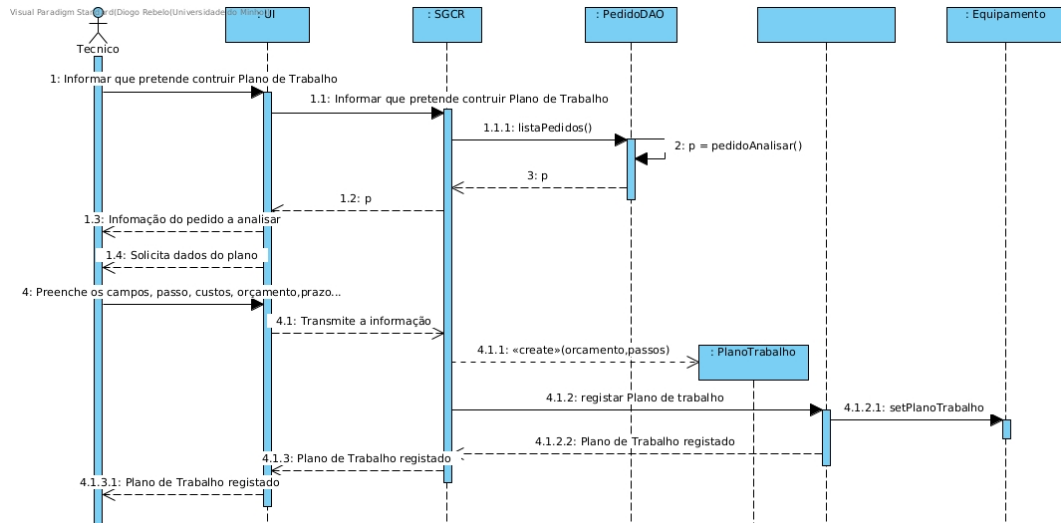 Visual Paradigm Standard(Diogo Rebelo(Universidade do Minho))
: UI
: SGCR
: PedidoDAO
: Equipamento
Tecnico
1: Informar que pretende contruir Plano de Trabalho
1.1: Informar que pretende contruir Plano de Trabalho
1.1.1: listaPedidos()
2: p = pedidoAnalisar()
3: p
1.2: p
1.3: Infomação do pedido a analisar
1.4: Solicita dados do plano
4: Preenche os campos, passo, custos, orçamento,prazo...
4.1: Transmite a informação
4.1.1: «create»(orcamento,passos)
: PlanoTrabalho
4.1.2: registar Plano de trabalho
4.1.2.1: setPlanoTrabalho
4.1.2.2: Plano de Trabalho registado
4.1.3: Plano de Trabalho registado
4.1.3.1: Plano de Trabalho registado